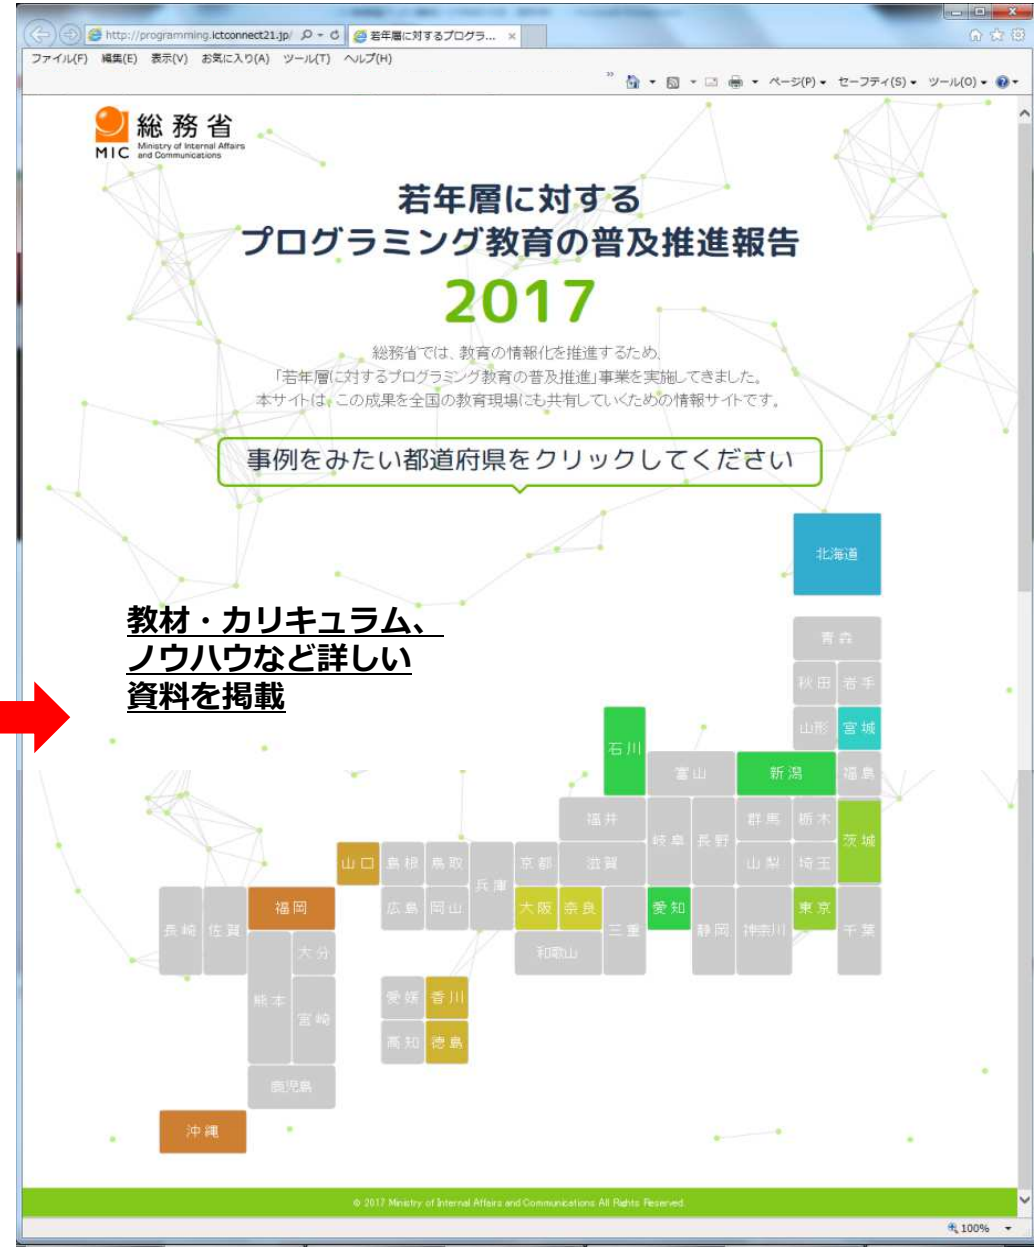 http://programming.ictconnect21.jp/
若年層に対するプログラ...
ファイル(F) 編集(E) 表示(V) お気に入り(A) ツール(T) ヘルプ(H)
ページ(P) セーフティ(S) ツール(O)
総務省
MIC Ministry of Internal Affairs
and Communications
若年層に対する
プログラミング教育の普及推進報告
2017
総務省では、教育の情報化を推進するため、
「若年層に対するプログラミング教育の普及推進」事業を実施してきました。
本サイトは、この成果を全国の教育現場にも共有していくための情報サイトです。
事例をみたい都道府県をクリックしてください
北海道
教材・カリキュラム、
ノウハウなど詳しい
資料を掲載
青森
秋田 岩手
山形 宮城
石川
富山 新潟 福島
福井 岐阜 長野 群馬 栃木 茨城
山口 島根 鳥取 兵庫 京都 滋賀 山梨 埼玉
長崎 佐賀 福岡 広島 岡山 大阪 奈良 三重 愛知 静岡 神奈川 東京 千葉
大分 和歌山
熊本 宮崎 愛媛 香川
高知 徳島
鹿児島
沖縄
© 2017 Ministry of Internal Affairs and Communications All Rights Reserved.
100%